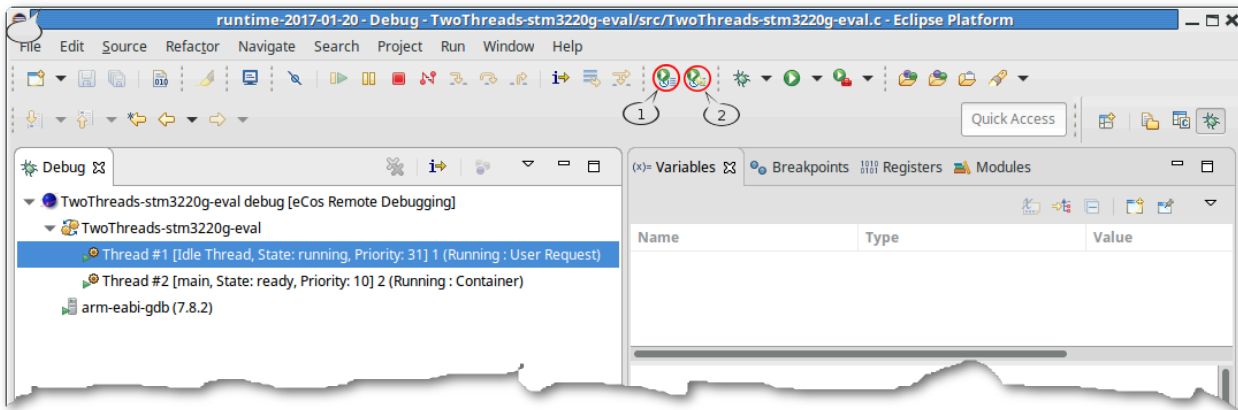 runtime-2017-01-20 - Debug - TwoThreads-stm3220g-eval/src/TwoThreads-stm3220g-eval.c - Eclipse Platform
File Edit Source Refactor Navigate Search Project Run Window Help
010
1 2
Quick Access
Debug
(x)= Variables Breakpoints 1010 0101 Registers Modules
TwoThreads-stm3220g-eval debug [eCos Remote Debugging]
TwoThreads-stm3220g-eval
Name Type Value
Thread #1 [Idle Thread, State: running, Priority: 31] 1 (Running : User Request)
Thread #2 [main, State: ready, Priority: 10] 2 (Running : Container)
arm-eabi-gdb (7.8.2)